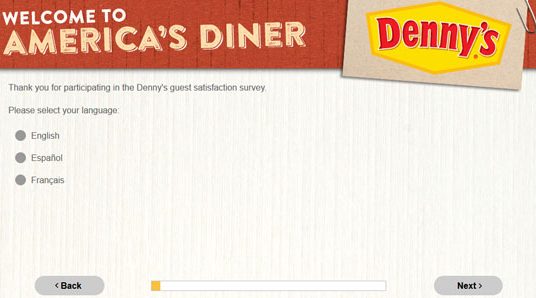 WELCOME TO
AMERICA'S DINER
Denny's
Thank you for participating in the Denny's guest satisfaction survey.
Please select your language:
English
Español
Français
< Back
Next >